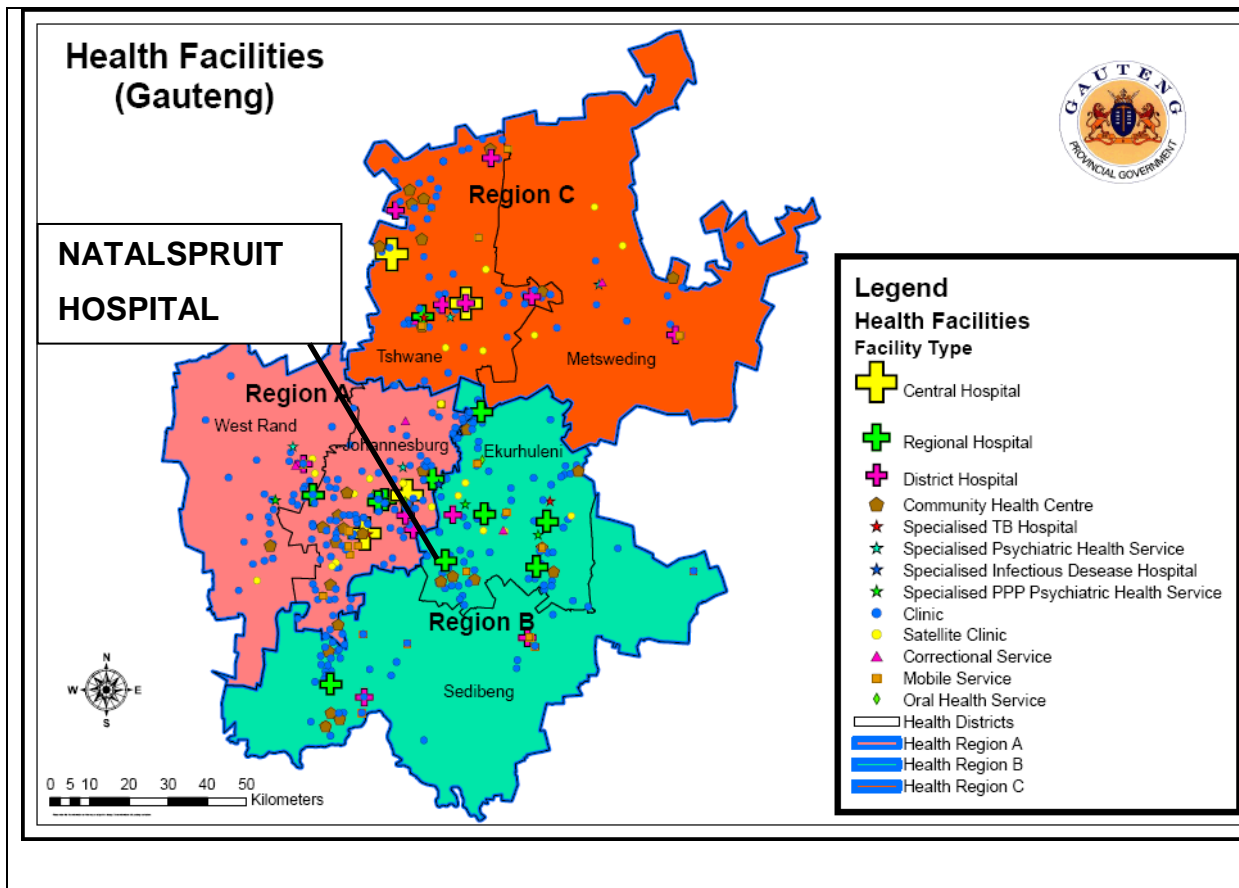 Health Facilities
(Gauteng)
GAUTENG
PROVINCIAL GOVERNMENT
NATALSPRUIT
HOSPITAL
Region C
Tshwane
Metsweding
Region A
West Rand
Johannesburg
Ekurhuleni
Region B
Sedibeng
N
W
E
S
0 5 10 20 30 40 50
Kilometers
Legend
Health Facilities
Facility Type
Central Hospital
Regional Hospital
District Hospital
Community Health Centre
Specialised TB Hospital
Specialised Psychiatric Health Service
Specialised Infectious Desease Hospital
Specialised PPP Psychiatric Health Service
Clinic
Satellite Clinic
Correctional Service
Mobile Service
Oral Health Service
Health Districts
Health Region A
Health Region B
Health Region C